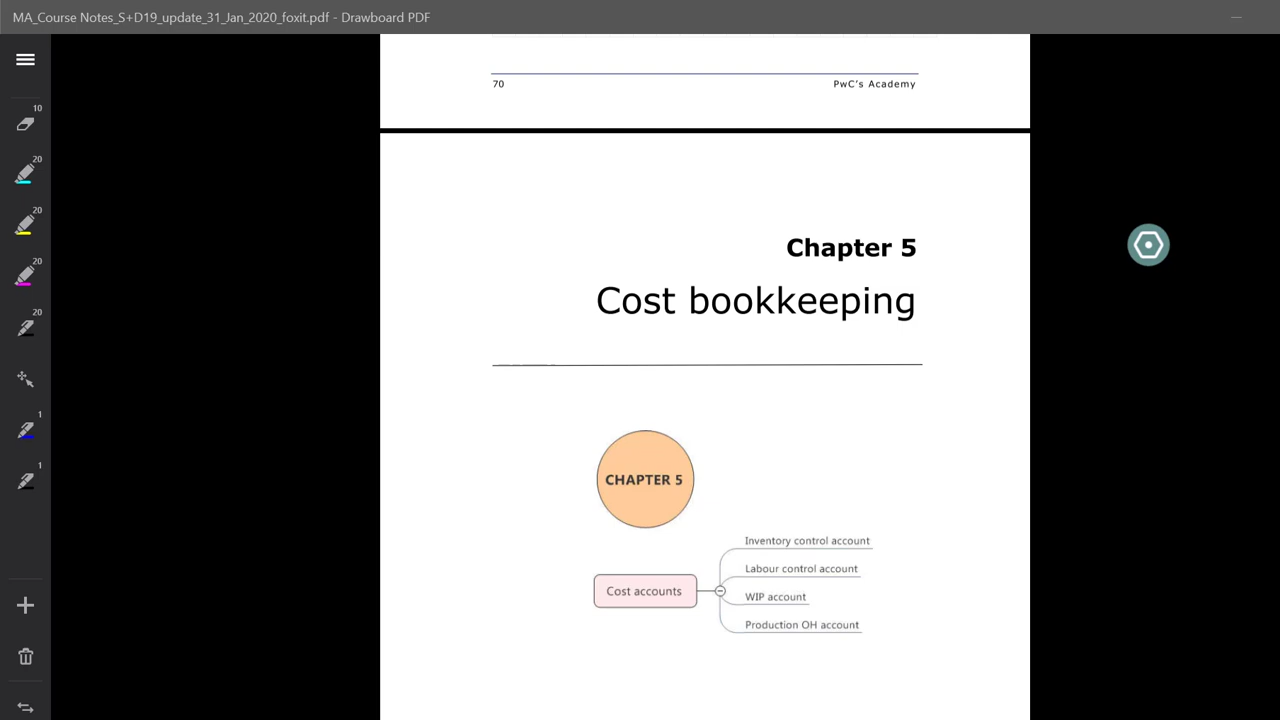 MA_Course Notes_S+D19_update_31_Jan_2020_foxit.pdf - Drawboard PDF
10
20
20
20
20
1
1
70 PwC's Academy
Chapter 5
Cost bookkeeping
CHAPTER 5
Cost accounts
Inventory control account
Labour control account
WIP account
Production OH account